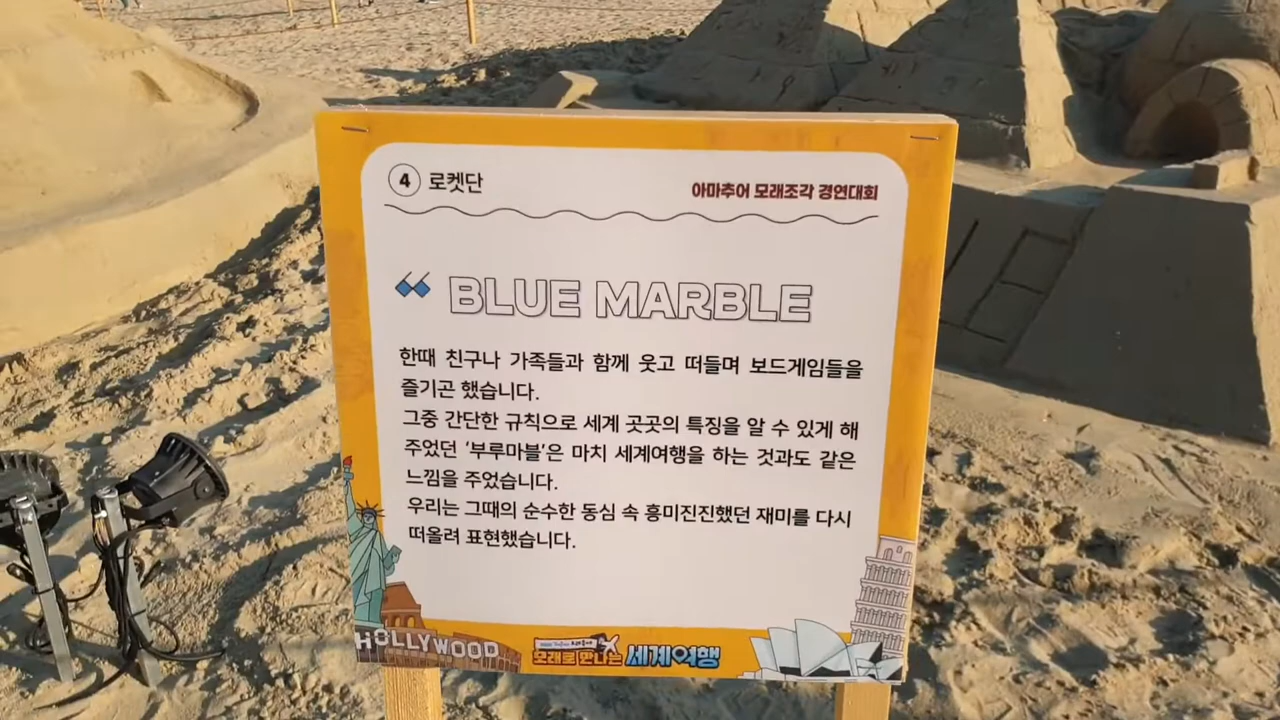 4 로켓단
아마추어 모래조각 경연대회
BLUE MARBLE
한때 친구나 가족들과 함께 웃고 떠들며 보드게임들을
즐기곤 했습니다.
그중 간단한 규칙으로 세계 곳곳의 특징을 알 수 있게 해
주었던 ‘부루마블’은 마치 세계여행을 하는 것과도 같은
느낌을 주었습니다.
우리는 그때의 순수한 동심 속 흥미진진했던 재미를 다시
떠올려 표현했습니다.
HOLLYWOOD
모래로 만나는 세계여행